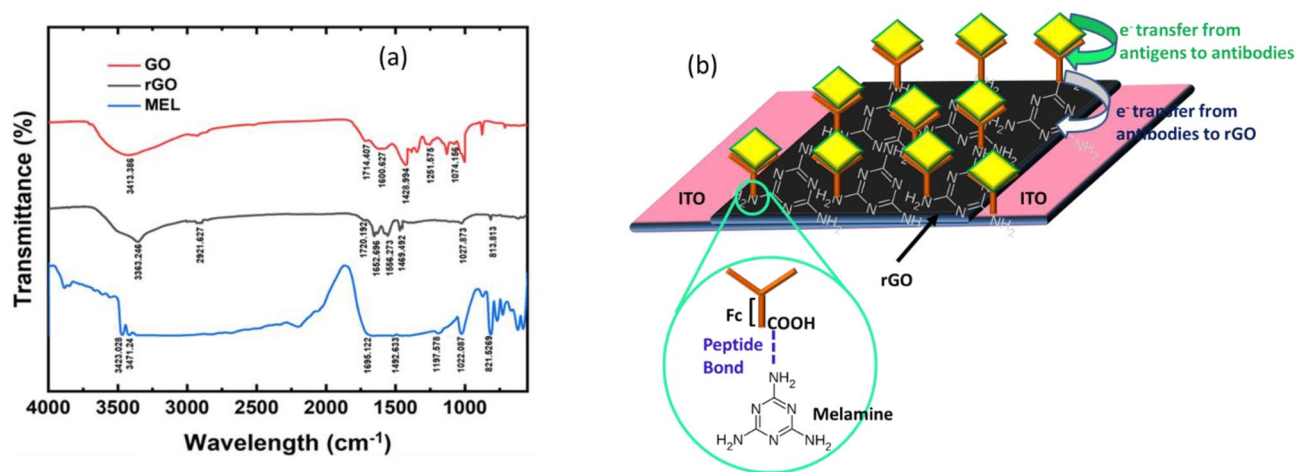 (a)
GO
rGO
MEL
Transmittance (%)
3413.386
1714.407
1600.627
1428.994
1251.575
1074.156
3363.246
2921.627
1720.192
1652.696
1556.273
1469.492
1027.873
813.813
3423.028
3471.24
1695.122
1492.633
1197.578
1022.087
821.5269
4000 3500 3000 2500 2000 1500 1000
Wavelength (cm⁻¹)
(b)
e⁻ transfer from
antigens to antibodies
e⁻ transfer from
antibodies to rGO
ITO
ITO
rGO
Fc
COOH
Peptide
Bond
NH₂
N
N
N
H₂N
NH₂
Melamine